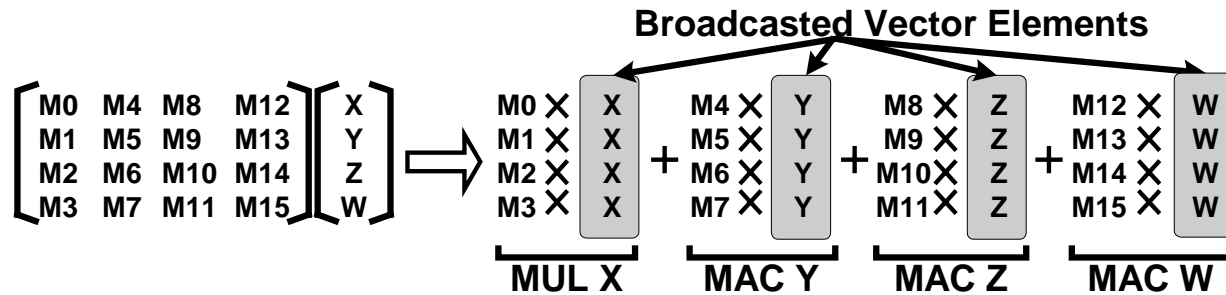 Broadcasted Vector Elements
M0 M4 M8 M12 X M0 × X M4 × Y M8 × Z M12 × W
M1 M5 M9 M13 Y M1 × X + M5 × Y + M9 × Z + M13 × W
M2 M6 M10 M14 Z M2 × X M6 × Y M10 × Z M14 × W
M3 M7 M11 M15 W M3 × X M7 × Y M11 × Z M15 × W
MUL X MAC Y MAC Z MAC W